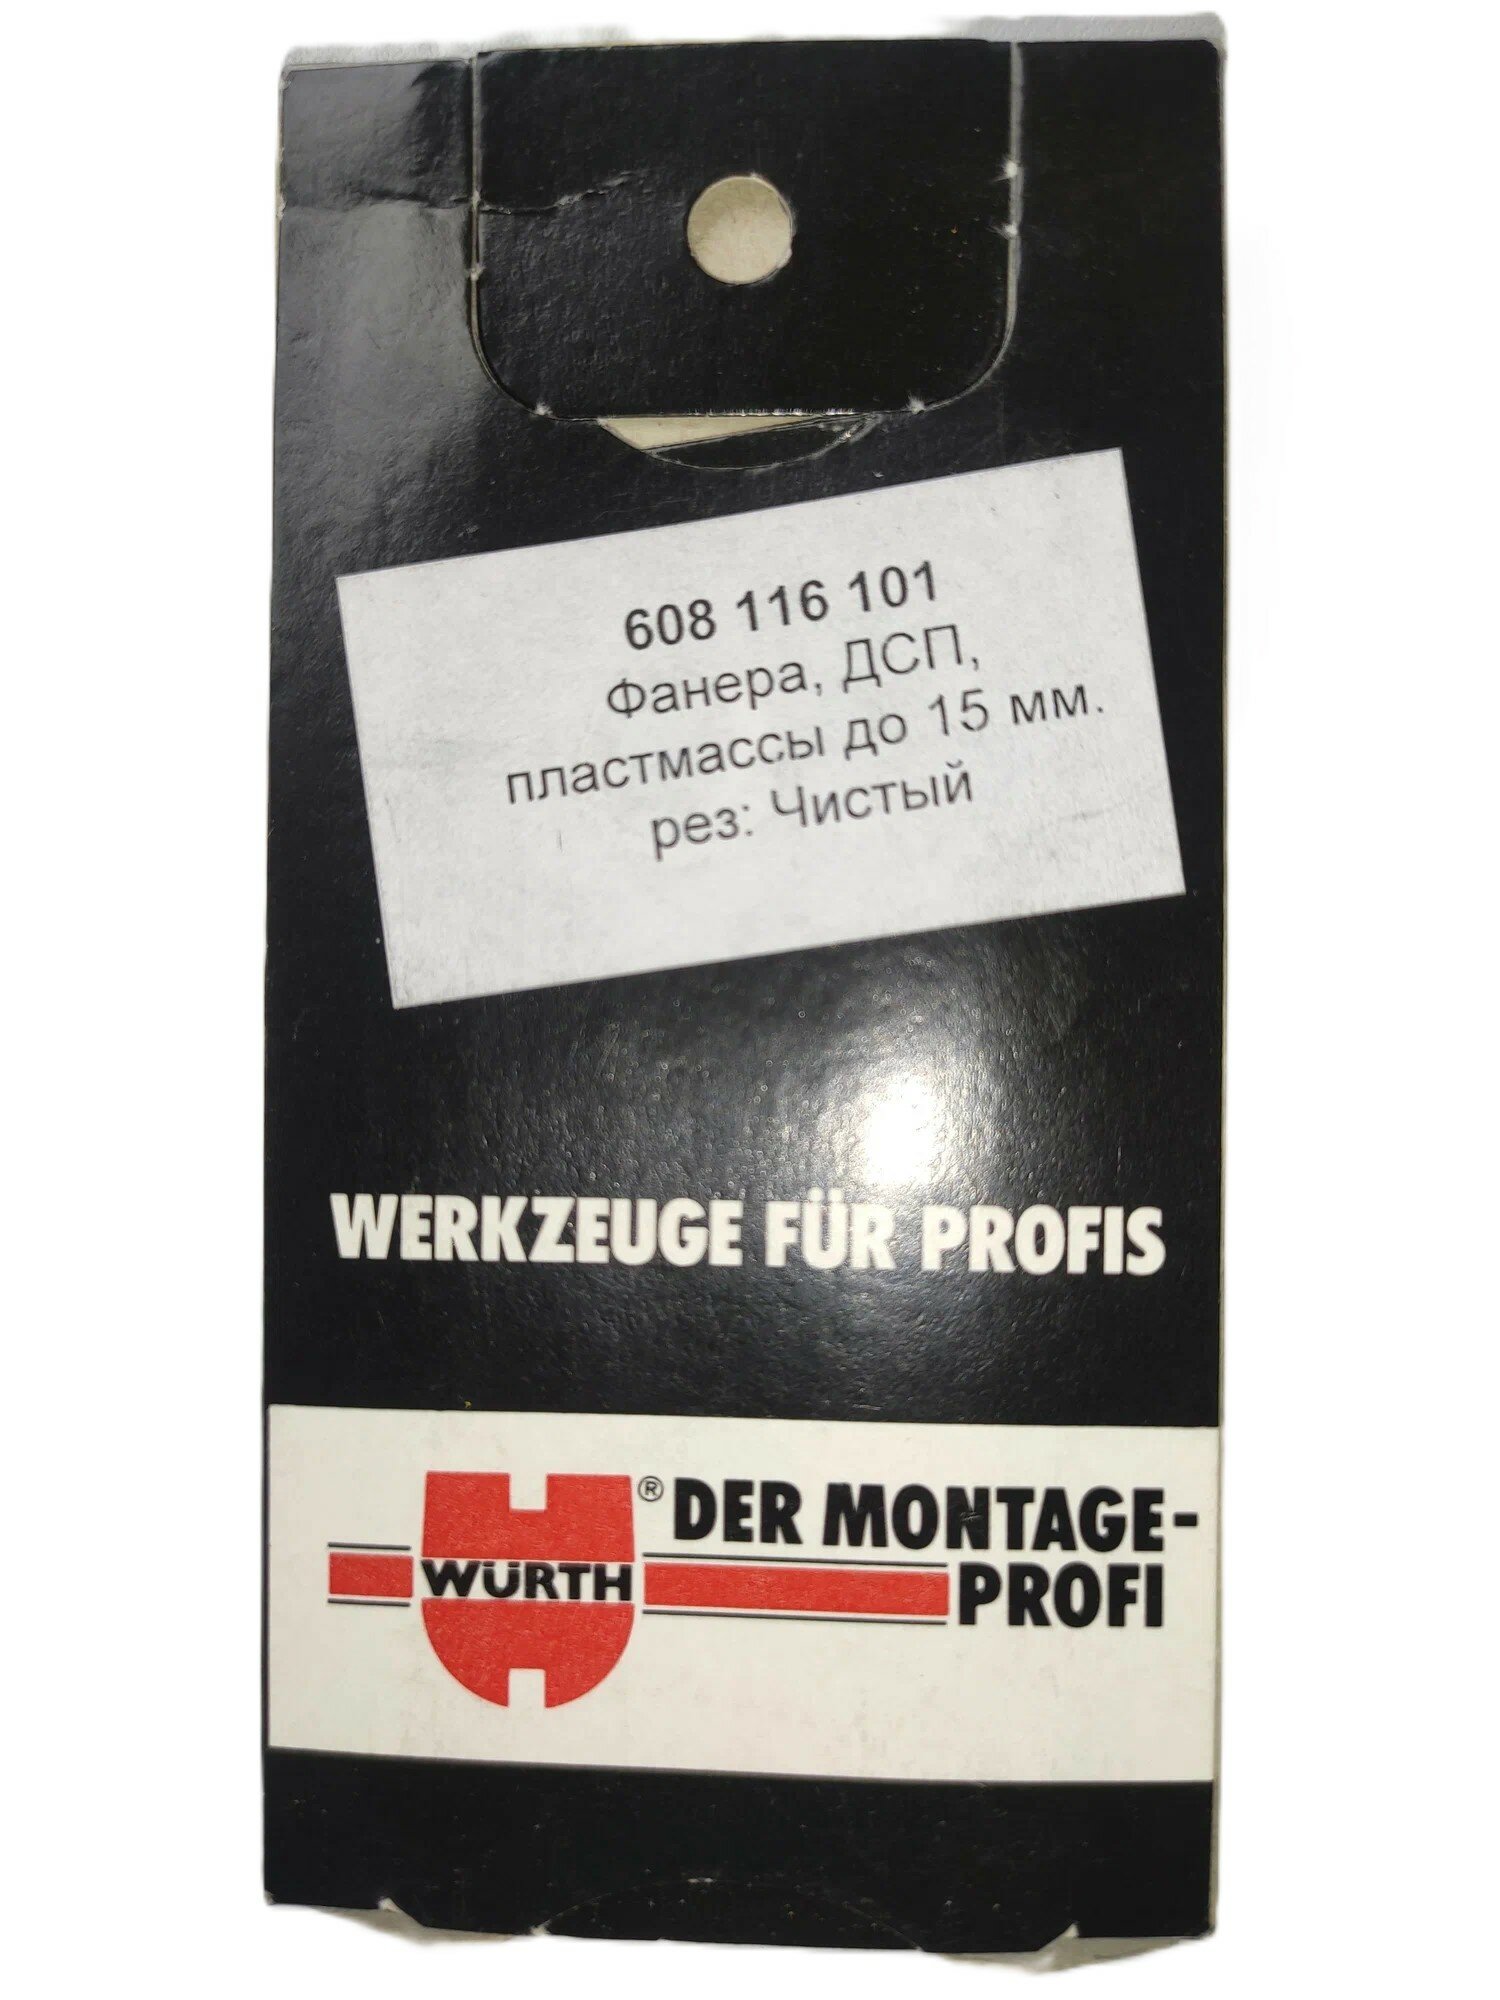 608 116 101
Фанера, ДСП,
пластмассы до 15 мм.
рез: Чистый
WERKZEUGE FÜR PROFIS
WÜRTH
®
DER MONTAGE-
PROFI